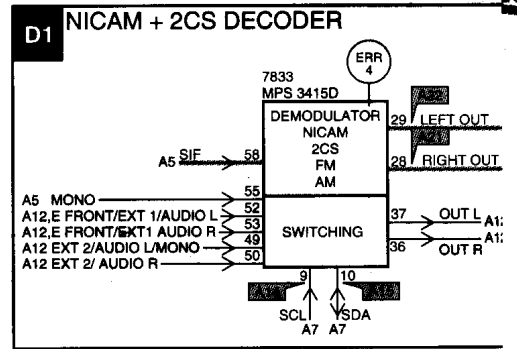 D1 NICAM + 2CS DECODER
ERR
4
7833
MPS 3415D
DEMODULATOR
NICAM
2CS
FM
AM
29 LEFT OUT
28 RIGHT OUT
A5 SIF 58
A5 MONO 55
A12,E FRONT/EXT 1/AUDIO L 52
A12,E FRONT/EXT1 AUDIO R 53
A12 EXT 2/AUDIO L/MONO 49
A12 EXT 2/ AUDIO R 50
SWITCHING
37 OUT L
36 OUT R
9 10
SCL SDA
A7 A7